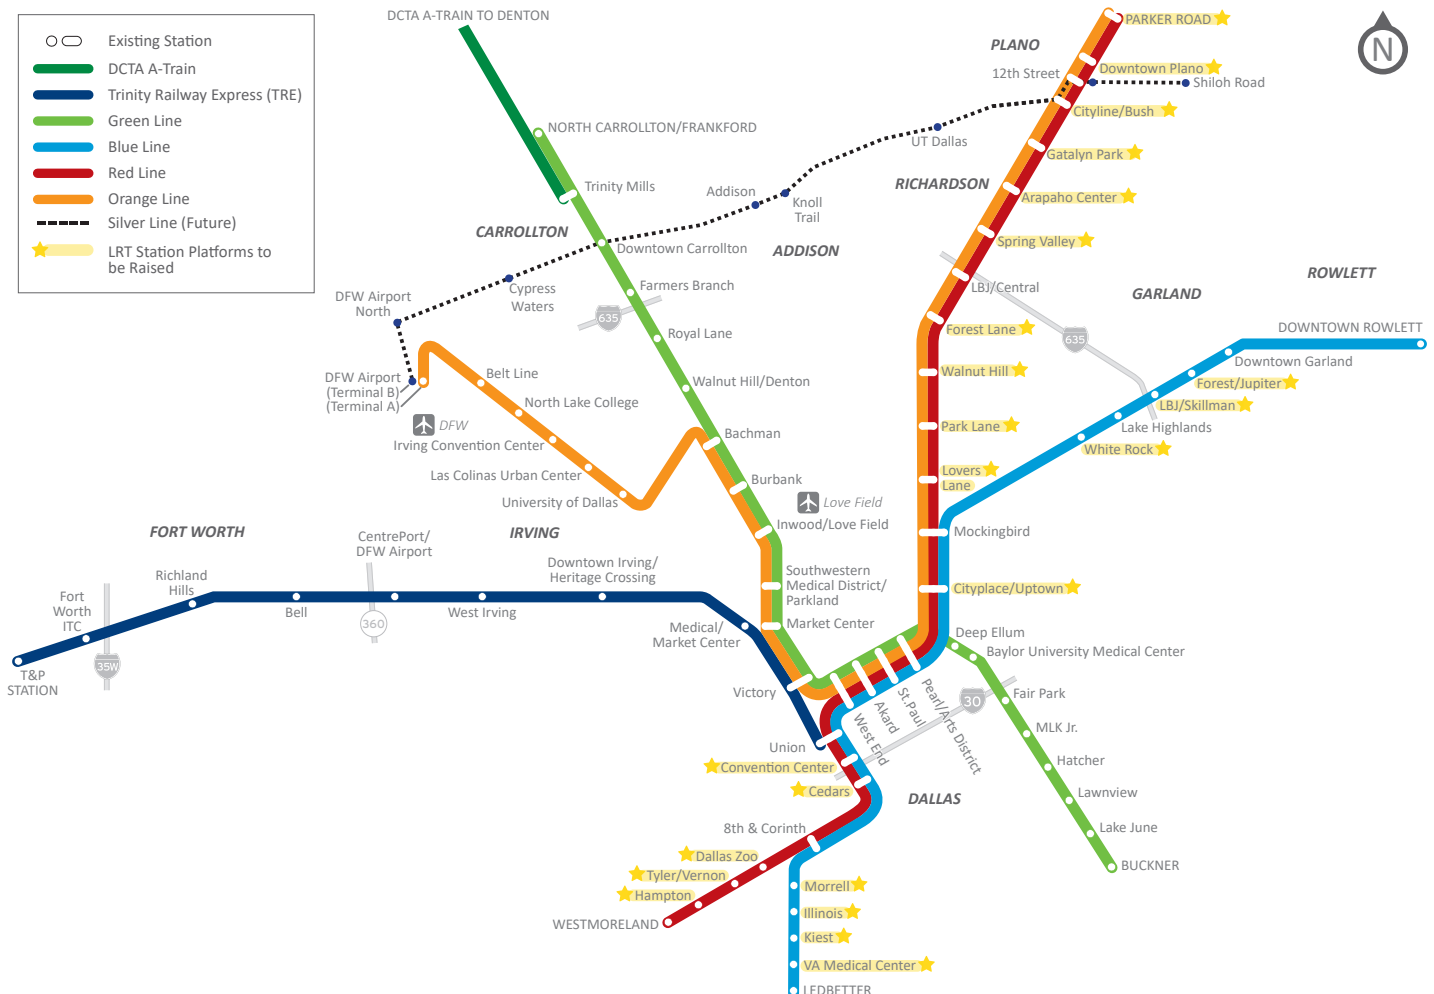 Existing Station
DCTA A-Train
Trinity Railway Express (TRE)
Green Line
Blue Line
Red Line
Orange Line
Silver Line (Future)
LRT Station Platforms to
be Raised
DCTA A-TRAIN TO DENTON
N
PLANO
PARKER ROAD
Downtown Plano
12th Street
Shiloh Road
Cityline/Bush
NORTH CARROLLTON/FRANKFORD
UT Dallas
Gatalyn Park
RICHARDSON
Trinity Mills
Addison
Knoll
Trail
Arapaho Center
CARROLLTON
Downtown Carrollton
ADDISON
Spring Valley
ROWLETT
GARLAND
LBJ/Central
Cypress
Waters
Farmers Branch
DFW Airport
North
635
Royal Lane
Forest Lane
635
DOWNTOWN ROWLETT
Downtown Garland
DFW Airport
(Terminal B)
(Terminal A)
Belt Line
Walnut Hill/Denton
Walnut Hill
Forest/Jupiter
LBJ/Skillman
North Lake College
DFW
Irving Convention Center
Bachman
Park Lane
Lake Highlands
White Rock
Las Colinas Urban Center
Burbank
Lovers
Lane
University of Dallas
Love Field
Inwood/Love Field
FORT WORTH
CentrePort/
DFW Airport
IRVING
Mockingbird
Downtown Irving/
Heritage Crossing
Southwestern
Medical District/
Parkland
Richland
Hills
Fort
Worth
ITC
Bell
West Irving
Cityplace/Uptown
360
Medical/
Market Center
Market Center
Deep Ellum
Baylor University Medical Center
35W
T&P
STATION
Victory
Pearl/Arts District
St.Paul
Akard
West End
30
Fair Park
MLK Jr.
Union
Hatcher
Convention Center
Cedars
DALLAS
Lawnview
8th & Corinth
Lake June
Dallas Zoo
BUCKNER
Tyler/Vernon
Hampton
Morrell
Illinois
WESTMORELAND
Kiest
VA Medical Center
LEDBETTER